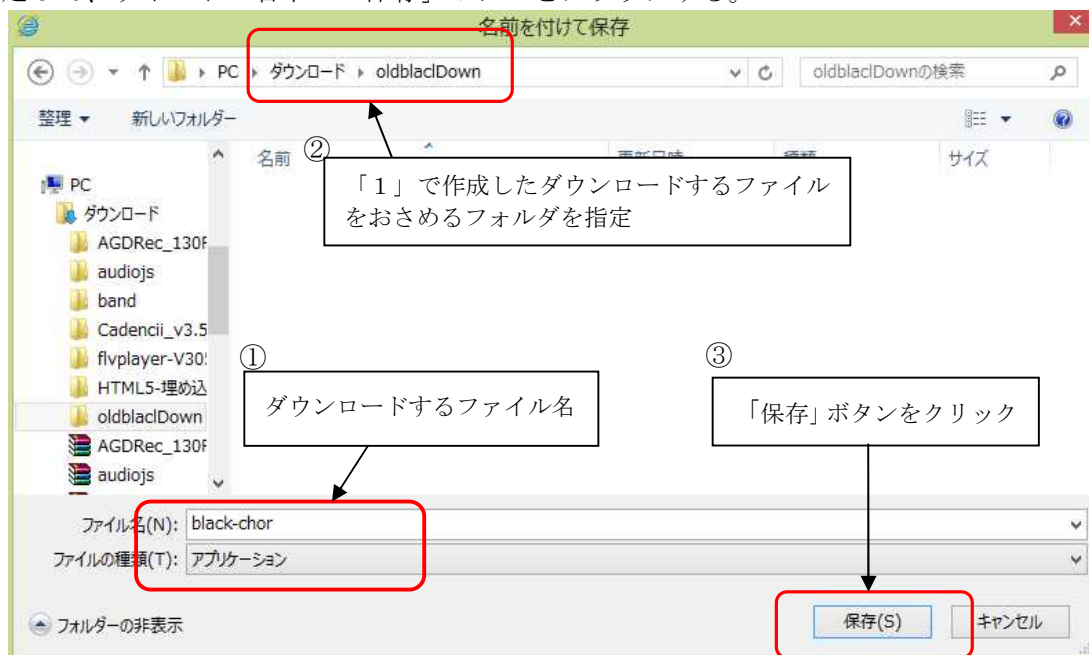 名前を付けて保存
PC ▸ ダウンロード ▸ oldblaclDown
oldblaclDownの検索
整理 ▼ 新しいフォルダー
②
名前 更新日時 種類 サイズ
「１」で作成したダウンロードするファイル
をおさめるフォルダを指定
PC
ダウンロード
AGDRec_130F
audiojs
band
Cadencii_v3.5
flvplayer-V305
HTML5-埋め込
oldblaclDown
AGDRec_130F
audiojs
①
ダウンロードするファイル名
③
「保存」ボタンをクリック
ファイル名(N): black-chor
ファイルの種類(T): アプリケーション
フォルダーの非表示
保存(S) キャンセル